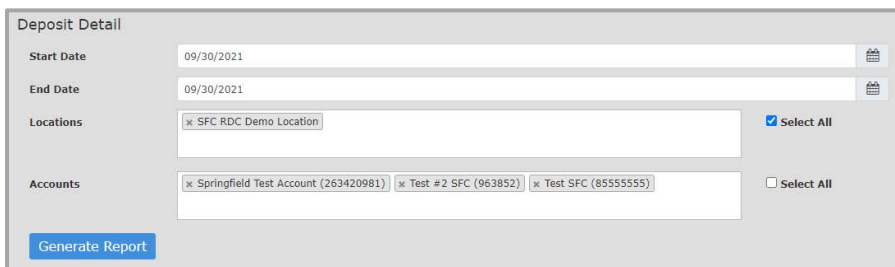 Deposit Detail
Start Date 09/30/2021
End Date 09/30/2021
Locations × SFC RDC Demo Location Select All
Accounts × Springfield Test Account (263420981) × Test #2 SFC (963852) × Test SFC (85555555) Select All
Generate Report